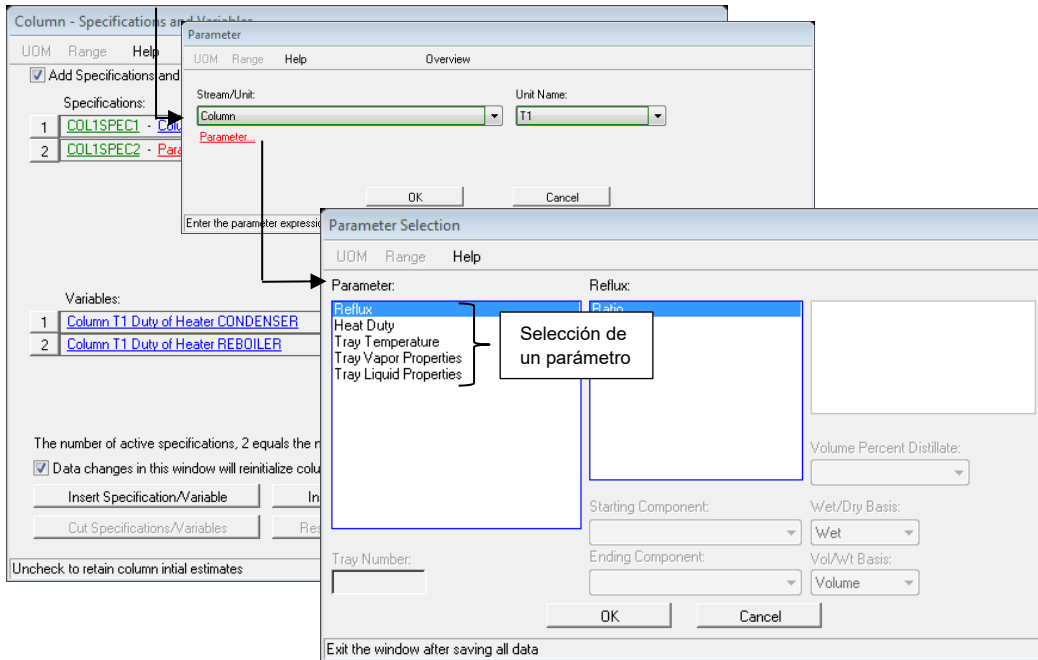 Column - Specifications and Variables
UOM Range Help
Add Specifications and
Specifications:
1 COL1SPEC1 - Colu
2 COL1SPEC2 - Para
Variables:
1 Column T1 Duty of Heater CONDENSER
2 Column T1 Duty of Heater REBOILER
The number of active specifications, 2 equals the n
Data changes in this window will reinitialize colu
Insert Specification/Variable In
Cut Specifications/Variables Res
Uncheck to retain column intial estimates
Parameter
UOM Range Help Overview
Stream/Unit: Unit Name:
Column T1
Parameter...
OK Cancel
Enter the parameter expressio
Parameter Selection
UOM Range Help
Parameter: Reflux:
Reflux Ratio
Heat Duty
Tray Temperature
Tray Vapor Properties
Tray Liquid Properties
Selección de
un parámetro
Volume Percent Distillate:
Starting Component: Wet/Dry Basis:
Wet
Tray Number: Ending Component: Vol/Wt Basis:
Volume
OK Cancel
Exit the window after saving all data